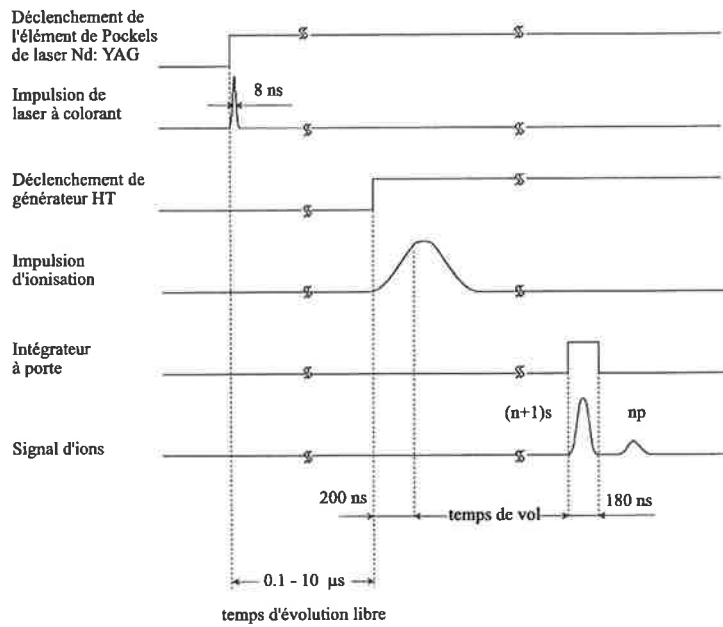 Déclenchement de
l'élément de Pockels
de laser Nd: YAG
Impulsion de
laser à colorant
8 ns
Déclenchement de
générateur HT
Impulsion
d'ionisation
Intégrateur
à porte
(n+1)s
np
Signal d'ions
200 ns
temps de vol
180 ns
0.1 - 10 µs
temps d'évolution libre